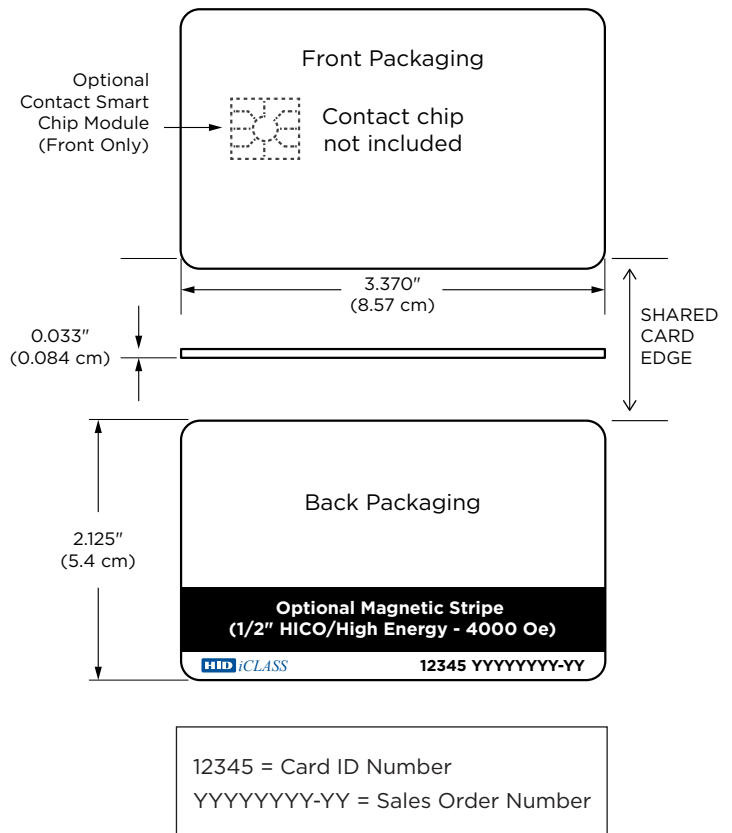 Front Packaging
Optional
Contact Smart
Chip Module
(Front Only)
Contact chip
not included
3.370"
(8.57 cm)
0.033"
(0.084 cm)
SHARED
CARD
EDGE
Back Packaging
2.125"
(5.4 cm)
Optional Magnetic Stripe
(1/2" HICO/High Energy - 4000 Oe)
HID iCLASS
12345 YYYYYYYY-YY
12345 = Card ID Number
YYYYYYYY-YY = Sales Order Number